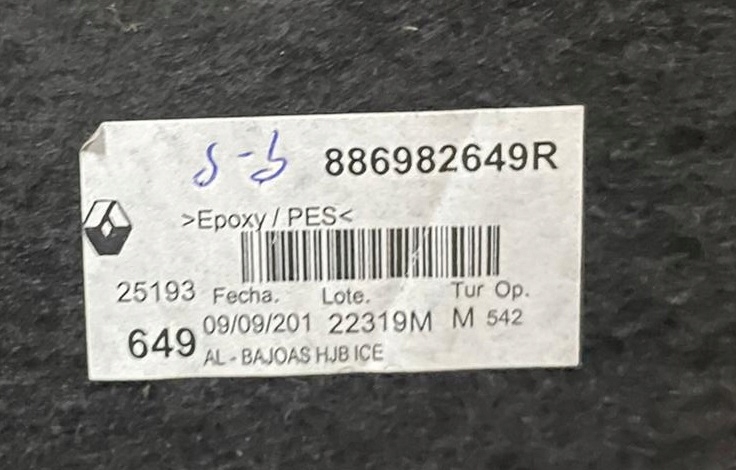 886982649R
>Epoxy / PES<
25193 Fecha. Lote. Tur Op.
649 09/09/201 22319M M 542
AL - BAJOAS HJB ICE